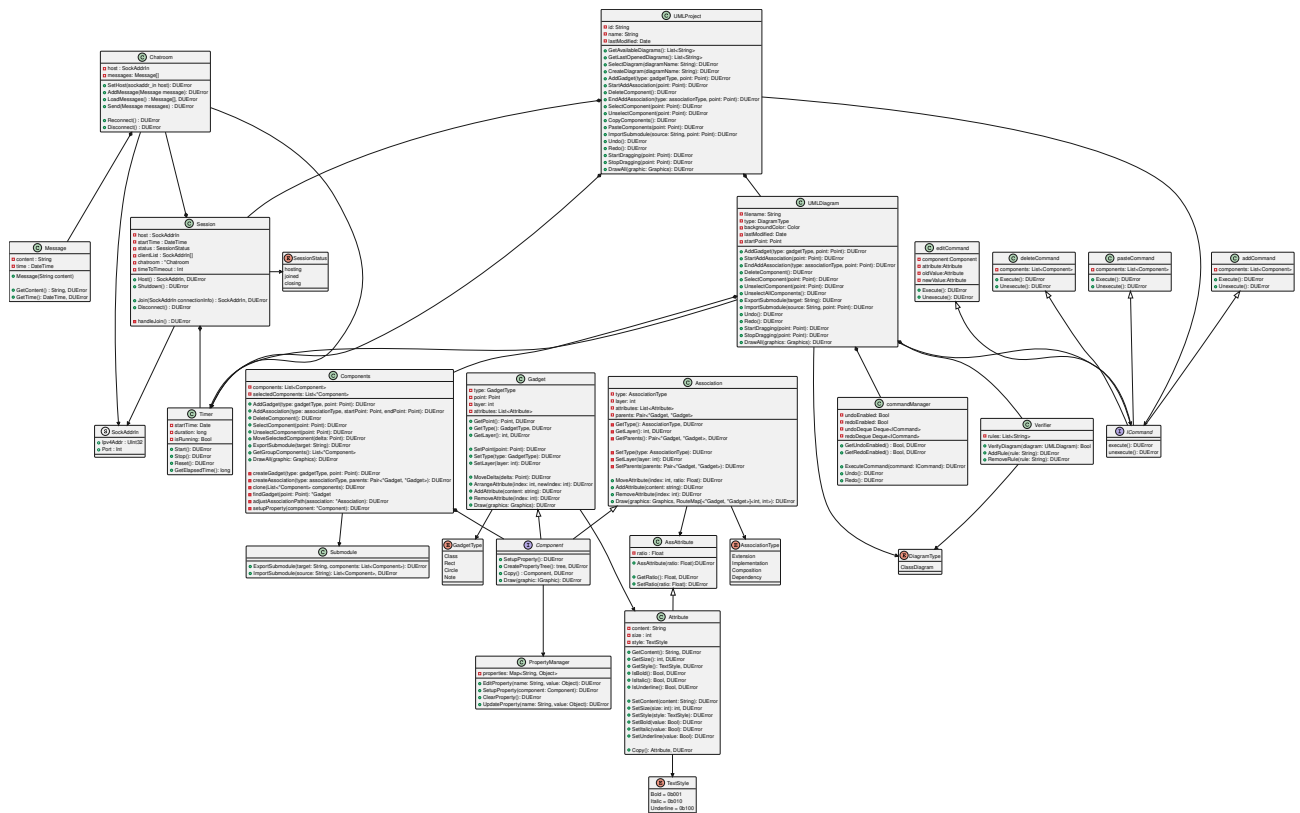 C UMLProject
id: String
name: String
lastModified: Date
GetAvailableDiagrams(): List<String>
GetLastOpenedDiagrams(): List<String>
SelectDiagram(diagramName: String): DUError
CreateDiagram(diagramName: String): DUError
AddGadget(type: gadgetType, point: Point): DUError
StartAddAssociation(point: Point): DUError
DeleteComponent(): DUError
EndAddAssociation(type: associationType, point: Point): DUError
SelectComponent(point: Point): DUError
UnselectComponent(point: Point): DUError
CopyComponents(): DUError
PasteComponents(point: Point): DUError
ImportSubmodule(source: String, point: Point): DUError
Undo(): DUError
Redo(): DUError
StartDragging(point: Point): DUError
StopDragging(point: Point): DUError
DrawAll(graphic: Graphics): DUError
C Chatroom
host : SockAddrIn
messages: Message[]
SetHost(sockaddr_in host): DUError
AddMessage(Message message): DUError
LoadMessages() : Message[], DUError
Send(Message messages) : DUError
Reconnect() : DUError
Disconnect() : DUError
C Session
host : SockAddrIn
startTime : DateTime
status : SessionStatus
clientList : SockAddrIn[]
chatroom : *Chatroom
timeToTimeout : Int
Host() : SockAddrIn, DUError
Shutdown() : DUError
Join(SockAddrIn connectionInfo) : SockAddrIn, DUError
Disconnect() : DUError
handleJoin() : DUError
C Message
content : String
time : DateTime
Message(String content)
GetContent() : String, DUError
GetTime(): DateTime, DUError
E SessionStatus
hosting
joined
closing
C UMLDiagram
filename: String
type: DiagramType
backgroundColor: Color
lastModified: Date
startPoint: Point
AddGadget(type: gadgetType, point: Point): DUError
StartAddAssociation(point: Point): DUError
EndAddAssociation(type: associationType, point: Point): DUError
DeleteComponent(): DUError
SelectComponent(point: Point): DUError
UnselectComponent(point: Point): DUError
UnselectAllComponents(): DUError
ExportSubmodule(target: String): DUError
ImportSubmodule(source: String, point: Point): DUError
Undo(): DUError
Redo(): DUError
StartDragging(point: Point): DUError
StopDragging(point: Point): DUError
DrawAll(graphics: Graphics): DUError
C editCommand
component:Component
attribute:Attribute
oldValue:Attribute
newValue:Attribute
Execute(): DUError
Unexecute(): DUError
C deleteCommand
components: List<Component>
Execute(): DUError
Unexecute(): DUError
C pasteCommand
components: List<Component>
Execute(): DUError
Unexecute(): DUError
C addCommand
components: List<Component>
Execute(): DUError
Unexecute(): DUError
C Components
components: List<Component>
selectedComponents: List<*Component>
AddGadget(type: gadgetType, point: Point): DUError
AddAssociation(type: associationType, startPoint: Point, endPoint: Point): DUError
DeleteComponent(): DUError
SelectComponent(point: Point): DUError
UnselectComponent(point: Point): DUError
MoveSelectedComponent(delta: Point): DUError
ExportSubmodule(target: String): DUError
GetGroupComponents(): List<*Component>
DrawAll(graphic: Graphics): DUError
createGadget(type: gadgetType, point: Point): DUError
createAssociation(type: associationType, parents: Pair<*Gadget, *Gadget>): DUError
clone(List<*Component> components): DUError
findGadget(point: Point): *Gadget
adjustAssociationPath(association: *Association): DUError
setupProperty(component: *Component): DUError
C Gadget
type: GadgetType
point: Point
layer: int
attributes: List<Attribute>
GetPoint(): Point, DUError
GetType(): GadgetType, DUError
GetLayer(): int, DUError
SetPoint(point: Point): DUError
SetType(type: GadgetType): DUError
SetLayer(layer: int): DUError
MoveDelta(delta: Point): DUError
ArrangeAttribute(index: int, newIndex: int): DUError
AddAttribute(content: string): DUError
RemoveAttribute(index: int): DUError
Draw(graphics: Graphics): DUError
C Association
type: AssociationType
layer: int
attributes: List<Attribute>
parents: Pair<*Gadget, *Gadget>
GetType(): AssociationType, DUError
GetLayer(): int, DUError
GetParents(): Pair<*Gadget, *Gadget>, DUError
SetType(type: AssociationType): DUError
SetLayer(layer: int): DUError
SetParents(parents: Pair<*Gadget, *Gadget>): DUError
MoveAttribute(index: int, ratio: Float): DUError
AddAttribute(content: string): DUError
RemoveAttribute(index: int): DUError
Draw(graphics: Graphics, RouteMap[<*Gadget, *Gadget>]<int, int>): DUError
C commandManager
undoEnabled: Bool
redoEnabled: Bool
undoDeque Deque<ICommand>
redoDeque Deque<ICommand>
GetUndoEnabled() : Bool, DUError
GetRedoEnabled() : Bool, DUError
ExecuteCommand(command: ICommand): DUError
Undo(): DUError
Redo(): DUError
C Verifier
rules: List<String>
VerityDiagram(diagram: UMLDiagram): Bool
AddRule(rule: String): DUError
RemoveRule(rule: String): DUError
I ICommand
execute(): DUError
unexecute(): DUError
C Timer
startTime: Date
duration: long
isRunning: Bool
Start(): DUError
Stop(): DUError
Reset(): DUError
GetElapsedTime(): long
S SockAddrIn
Ipv4Addr : UInt32
Port : Int
C Submodule
ExportSubmodule(target: String, components: List<Component>): DUError
ImportSubmodule(source: String): List<Component>, DUError
E GadgetType
Class
Rect
Circle
Note
I Component
SetupProperty(): DUError
CreatePropertyTree(): tree, DUError
Copy() : Component, DUError
Draw(graphic: IGraphic): DUError
C AssAttribute
ratio : Float
AssAttribute(ratio: Float):DUError
GetRatio(): Float, DUError
SetRatio(ratio: Float): DUError
E AssociationType
Extension
Implementation
Composition
Dependency
E DiagramType
ClassDiagram
C Attribute
content: String
size : int
style: TextStyle
GetContent(): String, DUError
GetSize(): int, DUError
GetStyle(): TextStyle, DUError
IsBold(): Bool, DUError
IsItalic(): Bool, DUError
IsUnderline(): Bool, DUError
SetContent(content: String): DUError
SetSize(size: int): int, DUError
SetStyle(style: TextStyle): DUError
SetBold(value: Bool): DUError
SetItalic(value: Bool): DUError
SetUnderline(value: Bool): DUError
Copy(): Attribute, DUError
C PropertyManager
properties: Map<String, Object>
EditProperty(name: String, value: Object): DUError
SetupProperty(component: Component): DUError
ClearProperty(): DUError
UpdateProperty(name: String, value: Object): DUError
E TextStyle
Bold = 0b001
Italic = 0b010
Underline = 0b100